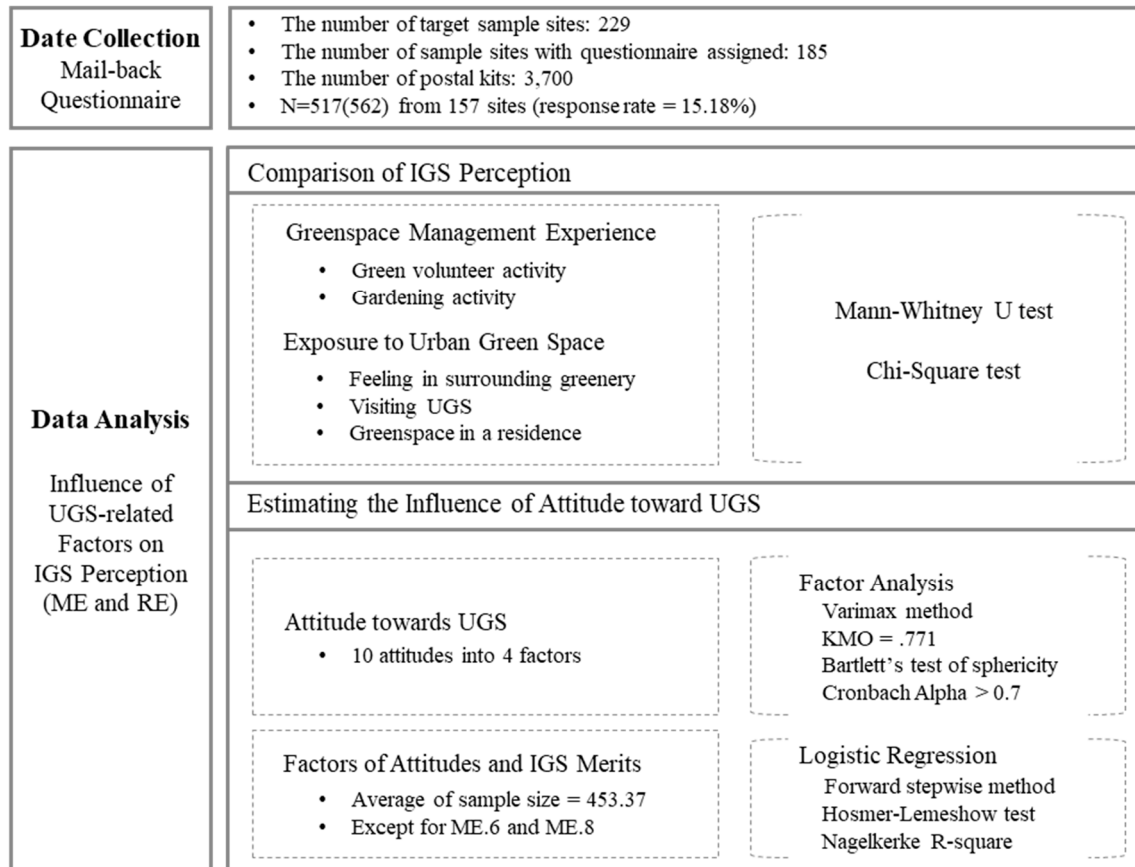 Date Collection
Mail-back
Questionnaire
• The number of target sample sites: 229
• The number of sample sites with questionnaire assigned: 185
• The number of postal kits: 3,700
• N=517(562) from 157 sites (response rate = 15.18%)
Data Analysis
Influence of
UGS-related
Factors on
IGS Perception
(ME and RE)
Comparison of IGS Perception
Greenspace Management Experience
• Green volunteer activity
• Gardening activity
Exposure to Urban Green Space
• Feeling in surrounding greenery
• Visiting UGS
• Greenspace in a residence
Mann-Whitney U test
Chi-Square test
Estimating the Influence of Attitude toward UGS
Attitude towards UGS
• 10 attitudes into 4 factors
Factor Analysis
Varimax method
KMO = .771
Bartlett's test of sphericity
Cronbach Alpha > 0.7
Factors of Attitudes and IGS Merits
• Average of sample size = 453.37
• Except for ME.6 and ME.8
Logistic Regression
Forward stepwise method
Hosmer-Lemeshow test
Nagelkerke R-square